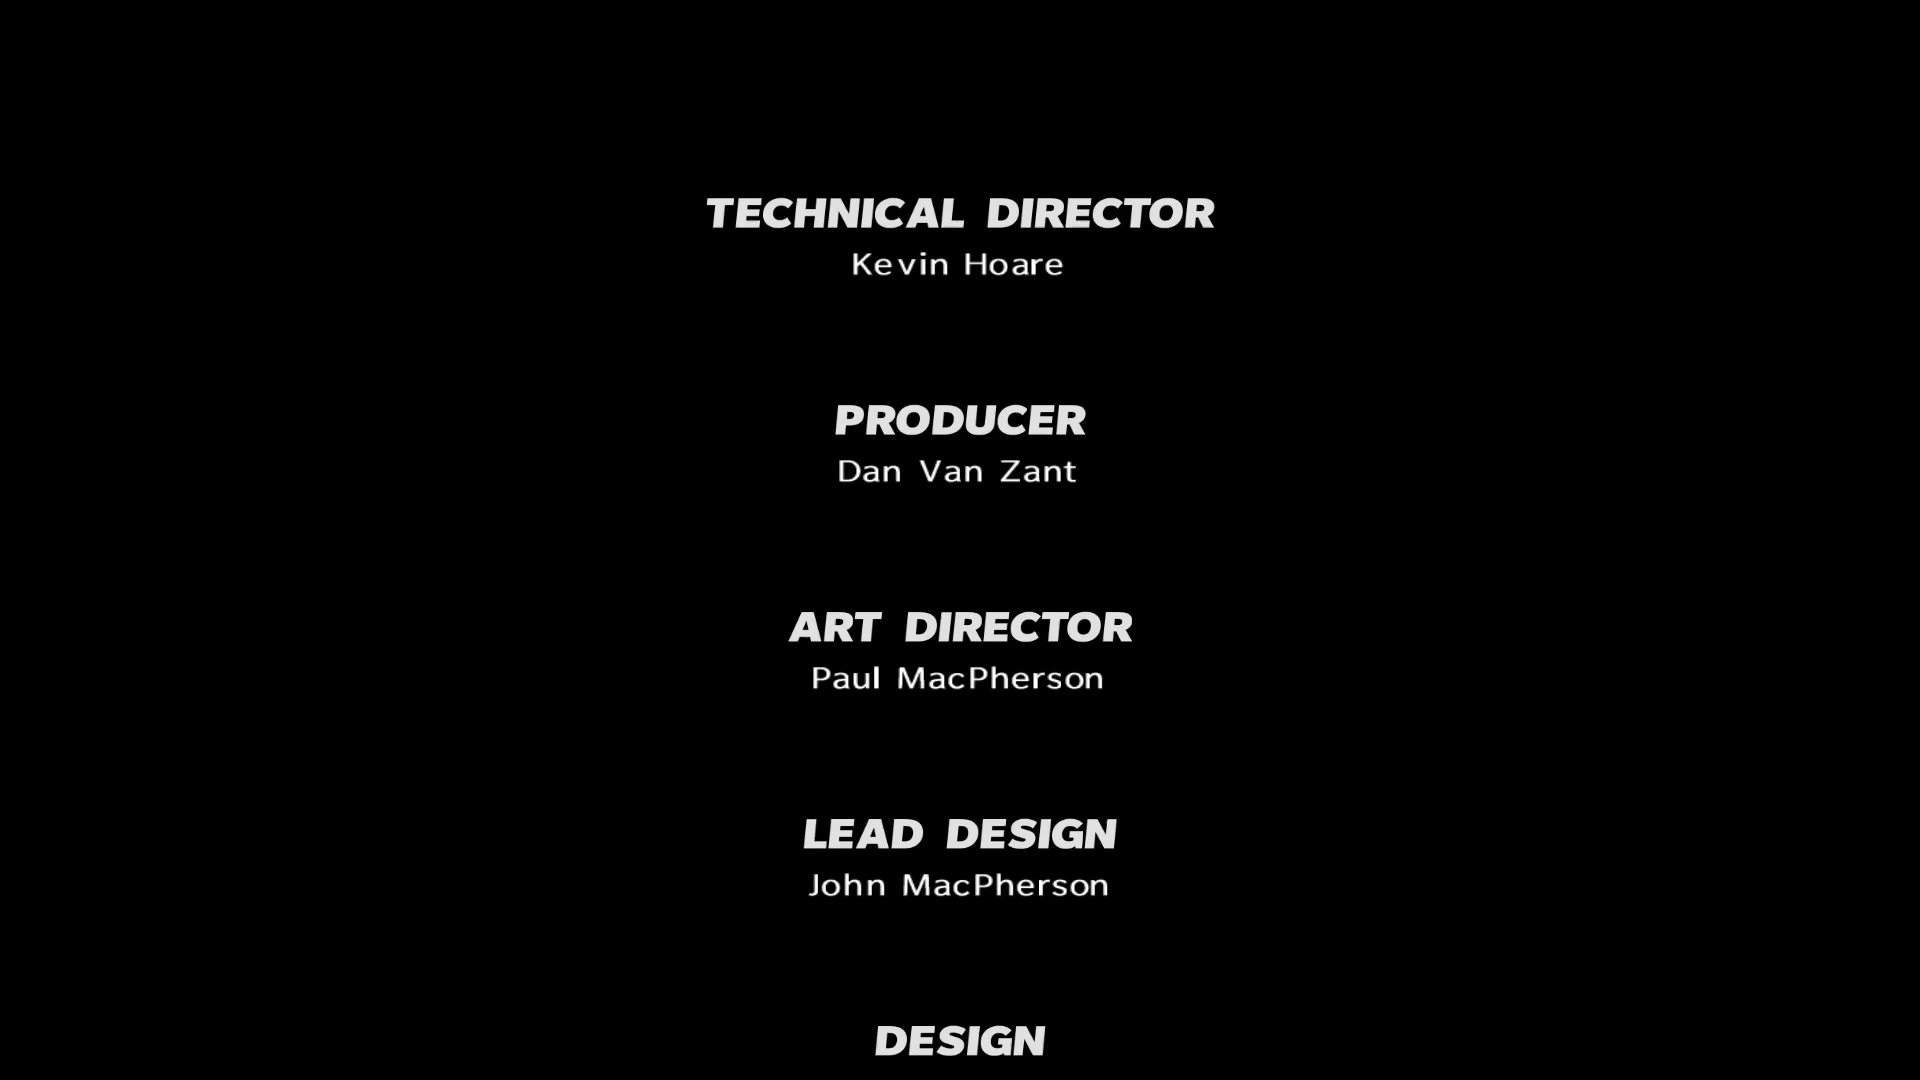 TECHNICAL DIRECTOR
Kevin Hoare
PRODUCER
Dan Van Zant
ART DIRECTOR
Paul MacPherson
LEAD DESIGN
John MacPherson
DESIGN